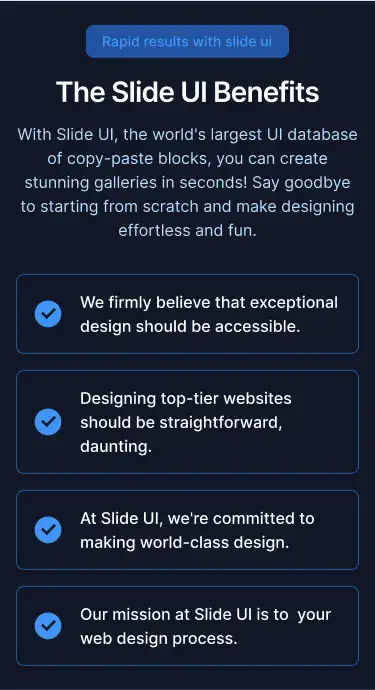 Rapid results with slide ui
The Slide UI Benefits
With Slide UI, the world's largest UI database
of copy-paste blocks, you can create
stunning galleries in seconds! Say goodbye
to starting from scratch and make designing
effortless and fun.
We firmly believe that exceptional
design should be accessible.
Designing top-tier websites
should be straightforward,
daunting.
At Slide UI, we're committed to
making world-class design.
Our mission at Slide UI is to  your
web design process.